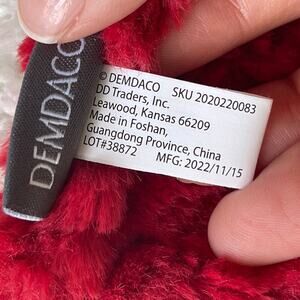 DEMDACO
© DEMDACO SKU 2020220083
DD Traders, Inc.
Leawood, Kansas 66209
Made in Foshan,
Guangdong Province, China
LOT#38872 MFG: 2022/11/15